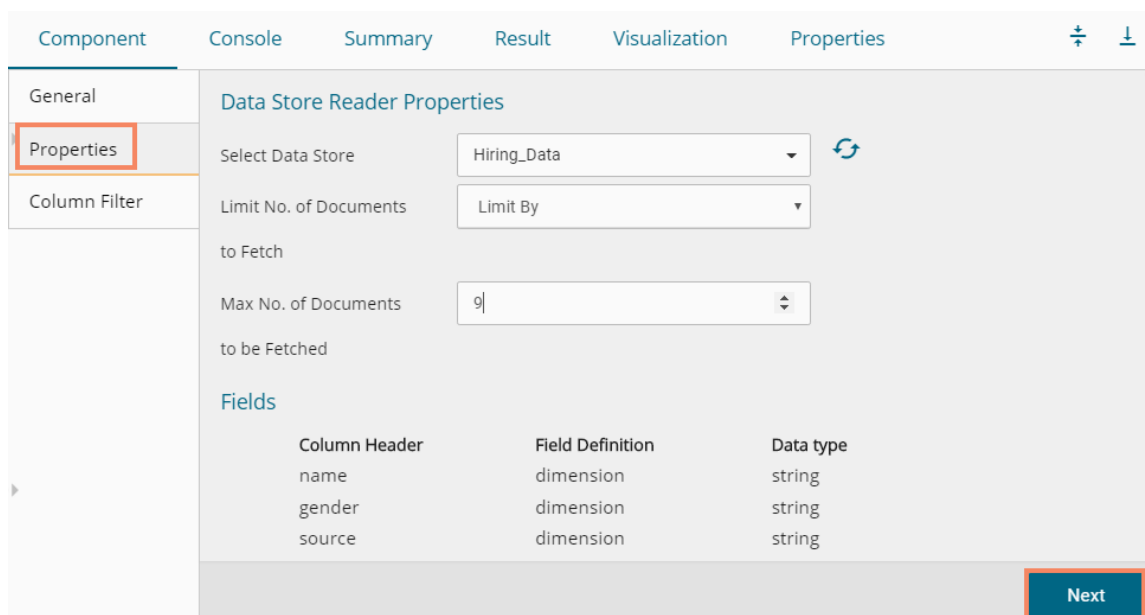 Component Console Summary Result Visualization Properties
General
Properties
Column Filter
Data Store Reader Properties
Select Data Store Hiring_Data
Limit No. of Documents Limit By
to Fetch
Max No. of Documents 9
to be Fetched
Fields
Column Header Field Definition Data type
name dimension string
gender dimension string
source dimension string
Next